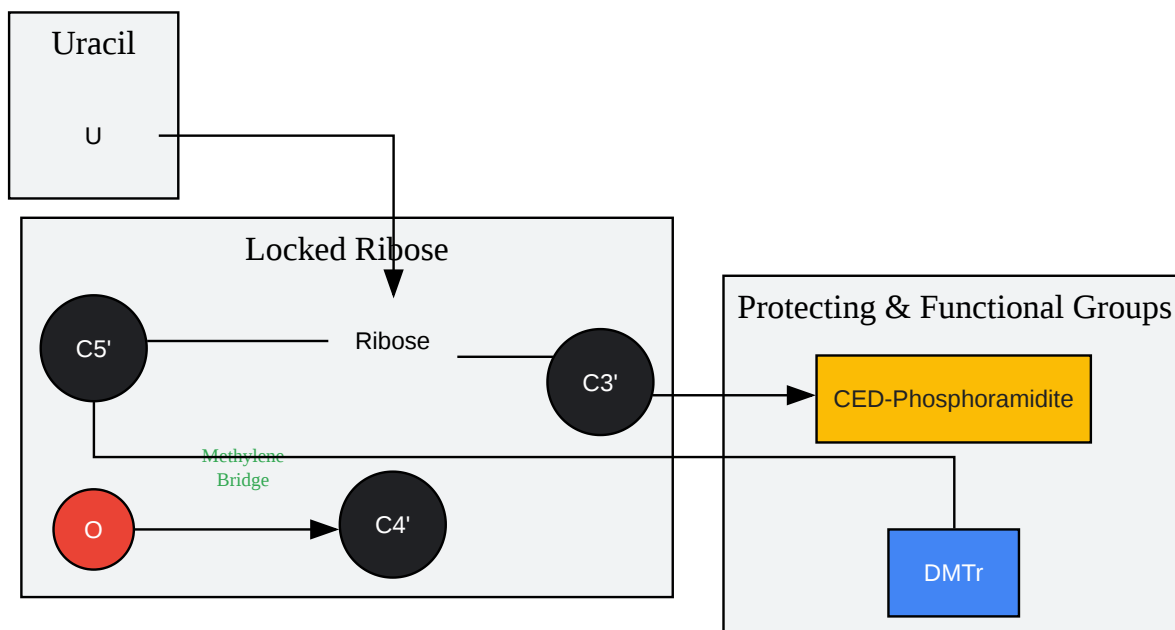 Uracil
U
Locked Ribose
C5'
Ribose
C3'
Methylene
Bridge
O
C4'
Protecting & Functional Groups
CED-Phosphoramidite
DMTr